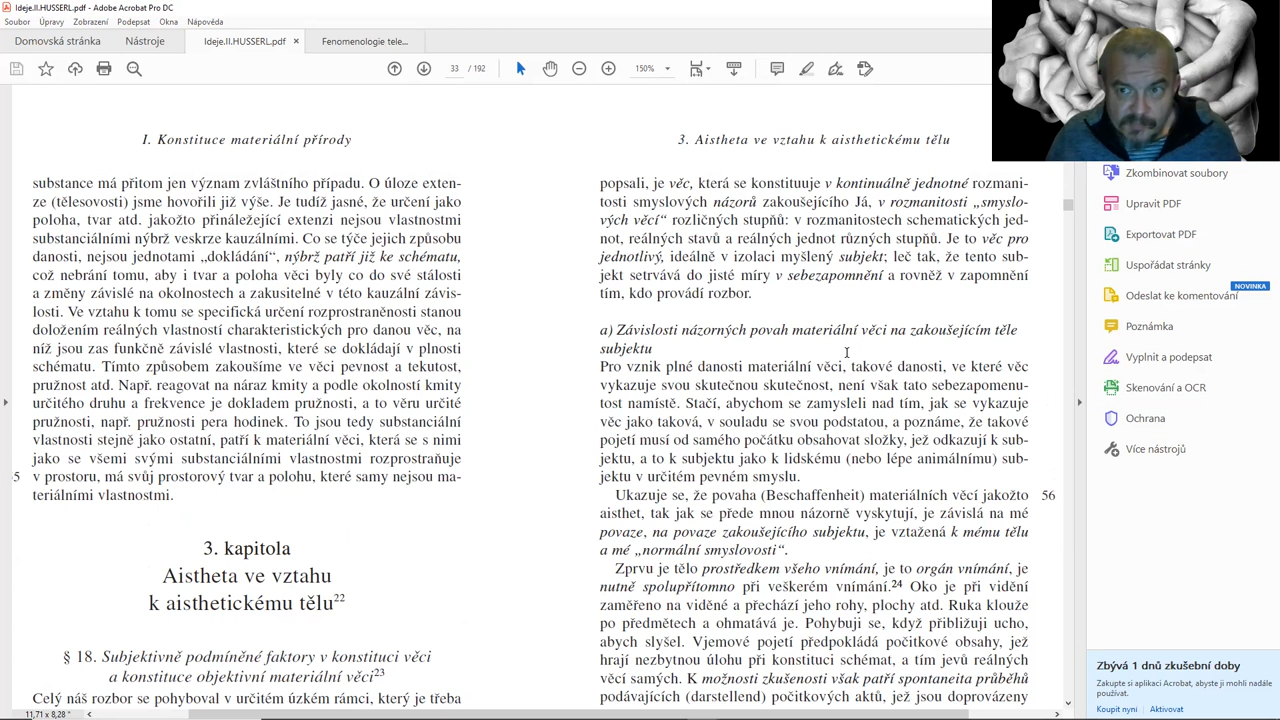 Ideje.II.HUSSERL.pdf - Adobe Acrobat Pro DC
Soubor Úpravy Zobrazení Podepsat Okna Nápověda
Domovská stránka Nástroje Ideje.II.HUSSERL.pdf × Fenomenologie tele...
33 / 192 150%
I. Konstituce materiální přírody
substance má přitom jen význam zvláštního případu. O úloze exten-
ze (tělesovosti) jsme hovořili již výše. Je tudíž jasné, že určení jako
poloha, tvar atd. jakožto přináležející extenzi nejsou vlastnostmi
substanciálními nýbrž veskrze kauzálními. Co se týče jejich způsobu
danosti, nejsou jednotami „dokládání“, nýbrž patří již ke schématu,
což nebrání tomu, aby i tvar a poloha věci byly co do své stálosti
a změny závislé na okolnostech a zakusitelné v této kauzální závis-
losti. Ve vztahu k tomu se specifická určení rozprostraněnosti stanou
doložením reálných vlastností charakteristických pro danou věc, na
níž jsou zas funkčně závislé vlastnosti, které se dokládají v plnosti
schématu. Tímto způsobem zakoušíme ve věci pevnost a tekutost,
pružnost atd. Např. reagovat na náraz kmity a podle okolností kmity
určitého druhu a frekvence je dokladem pružnosti, a to věru určité
pružnosti, např. pružnosti pera hodinek. To jsou tedy substanciální
vlastnosti stejně jako ostatní, patří k materiální věci, která se s nimi
jako se všemi svými substanciálními vlastnostmi rozprostraňuje
5 v prostoru, má svůj prostorový tvar a polohu, které samy nejsou ma-
teriálními vlastnostmi.
3. kapitola
Aistheta ve vztahu
k aisthetickému tělu22
§ 18. Subjektivně podmíněné faktory v konstituci věci
a konstituce objektivní materiální věci23
Celý náš rozbor se pohyboval v určitém úzkém rámci, který je třeba
3. Aistheta ve vztahu k aisthetickému tělu
popsali, je věc, která se konstituuje v kontinuálně jednotné rozmani-
tosti smyslových názorů zakoušejícího Já, v rozmanitosti „smyslo-
vých věcí“ rozličných stupňů: v rozmanitostech schematických jed-
not, reálných stavů a reálných jednot různých stupňů. Je to věc pro
jednotlivý, ideálně v izolaci myšlený subjekt; leč tak, že tento sub-
jekt setrvává do jisté míry v sebezapomnění a rovněž v zapomnění
tím, kdo provádí rozbor.
a) Závislosti názorných povah materiální věci na zakoušejícím těle
subjektu
Pro vznik plné danosti materiální věci, takové danosti, ve které věc
vykazuje svou skutečnou skutečnost, není však tato sebezapomenu-
tost namístě. Stačí, abychom se zamysleli nad tím, jak se vykazuje
věc jako taková, v souladu se svou podstatou, a poznáme, že takové
pojetí musí od samého počátku obsahovat složky, jež odkazují k sub-
jektu, a to k subjektu jako k lidskému (nebo lépe animálnímu) sub-
jektu v určitém pevném smyslu.
Ukazuje se, že povaha (Beschaffenheit) materiálních věcí jakožto 56
aisthet, tak jak se přede mnou názorně vyskytují, je závislá na mé
povaze, na povaze zakoušejícího subjektu, je vztažená k mému tělu
a mé „normální smyslovosti“.
Zprvu je tělo prostředkem všeho vnímání, je to orgán vnímání, je
nutně spolupřítomno při veškerém vnímání.24 Oko je při vidění
zaměřeno na viděné a přechází jeho rohy, plochy atd. Ruka klouže
po předmětech a ohmatává je. Pohybuji se, když přibližuji ucho,
abych slyšel. Vjemové pojetí předpokládá počitkové obsahy, jež
hrají nezbytnou úlohu při konstituci schémat, a tím jevů reálných
věcí samých. K možnosti zkušenosti však patří spontaneita průběhů
podávajících (darstellend) počitkových aktů, jež jsou doprovázeny
Zkombinovat soubory
Upravit PDF
Exportovat PDF
Uspořádat stránky
NOVINKA
Odeslat ke komentování
Poznámka
Vyplnit a podepsat
Skenování a OCR
Ochrana
Více nástrojů
Zbývá 1 dnů zkušební doby
Zakupte si aplikaci Acrobat, abyste ji mohli nadále
používat.
Koupit nyní Aktivovat
11,71 x 8,28 "